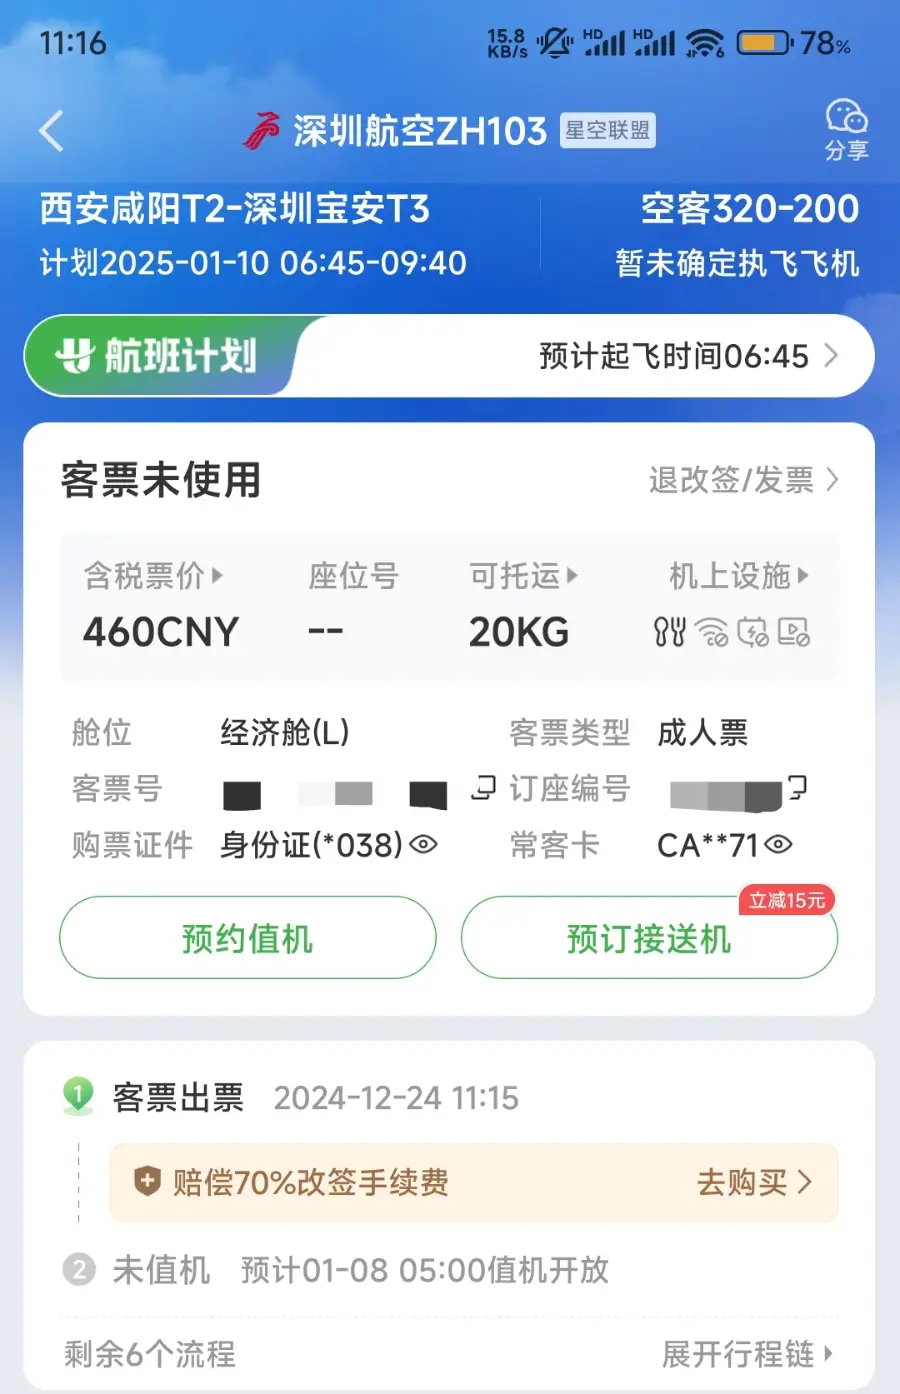 11:16 15.8 KB/s HD HD 6 78%
深圳航空ZH103 星空联盟
分享
西安咸阳T2-深圳宝安T3 空客320-200
计划2025-01-10 06:45-09:40 暂未确定执飞飞机
航班计划 预计起飞时间06:45
客票未使用 退改签/发票
含税票价 座位号 可托运 机上设施
460CNY -- 20KG
舱位 经济舱(L) 客票类型 成人票
客票号 订座编号
购票证件 身份证(*038) 常客卡 CA**71
立减15元
预约值机 预订接送机
1 客票出票 2024-12-24 11:15
赔偿70%改签手续费 去购买
2 未值机 预计01-08 05:00值机开放
剩余6个流程 展开行程链